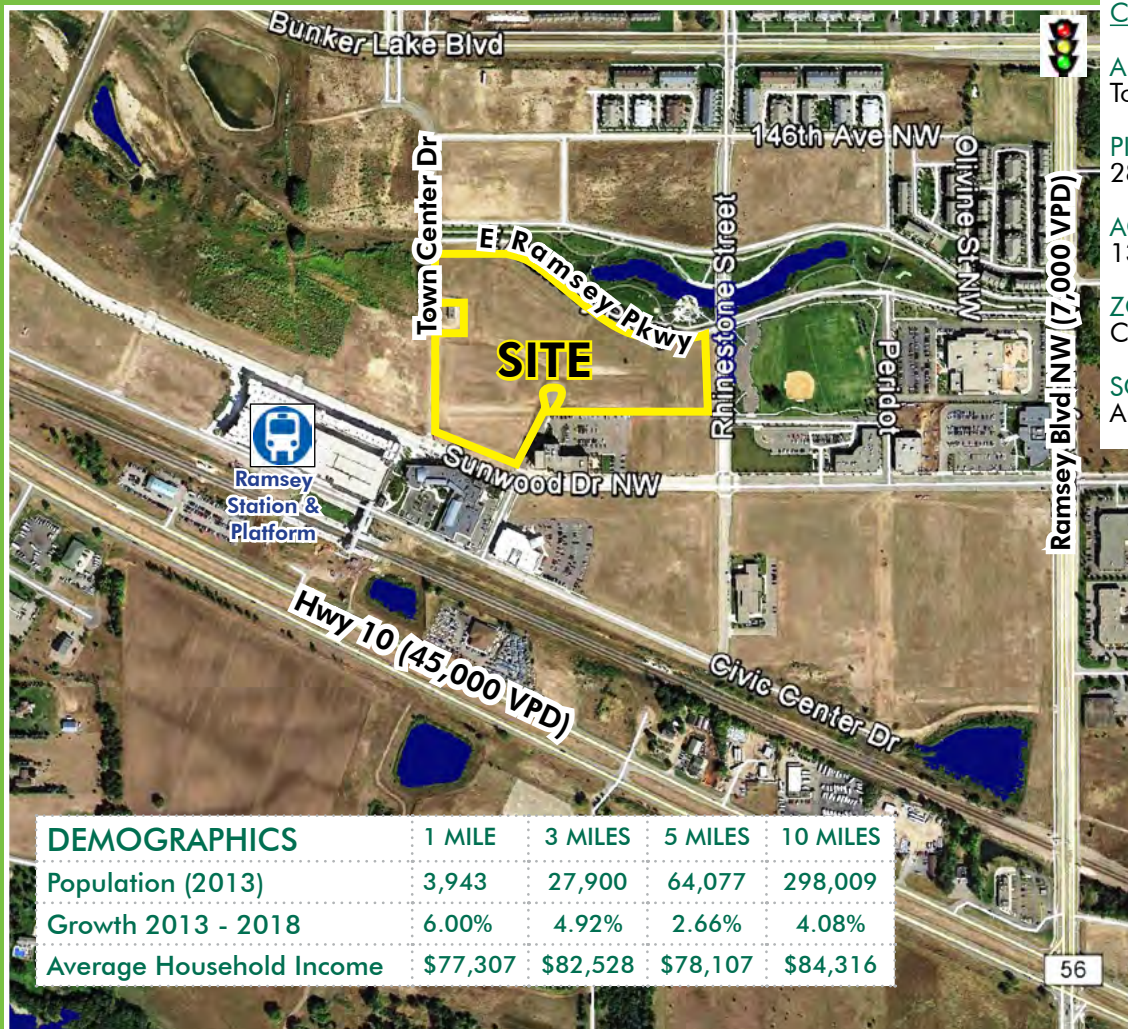 Bunker Lake Blvd
146th Ave NW
Olivine St NW
Town Center Dr
E Ramsey Pkwy
Rhinestone Street
Ramsey Blvd NW (7,000 VPD)
SITE
Perdot
Sunwood Dr NW
Ramsey
Station &
Platform
Hwy 10 (45,000 VPD)
Civic Center Dr
DEMOGRAPHICS 1 MILE 3 MILES 5 MILES 10 MILES
Population (2013) 3,943 27,900 64,077 298,009
Growth 2013 - 2018 6.00% 4.92% 2.66% 4.08%
Average Household Income $77,307 $82,528 $78,107 $84,316
56
C
A
To
28
13
C
A